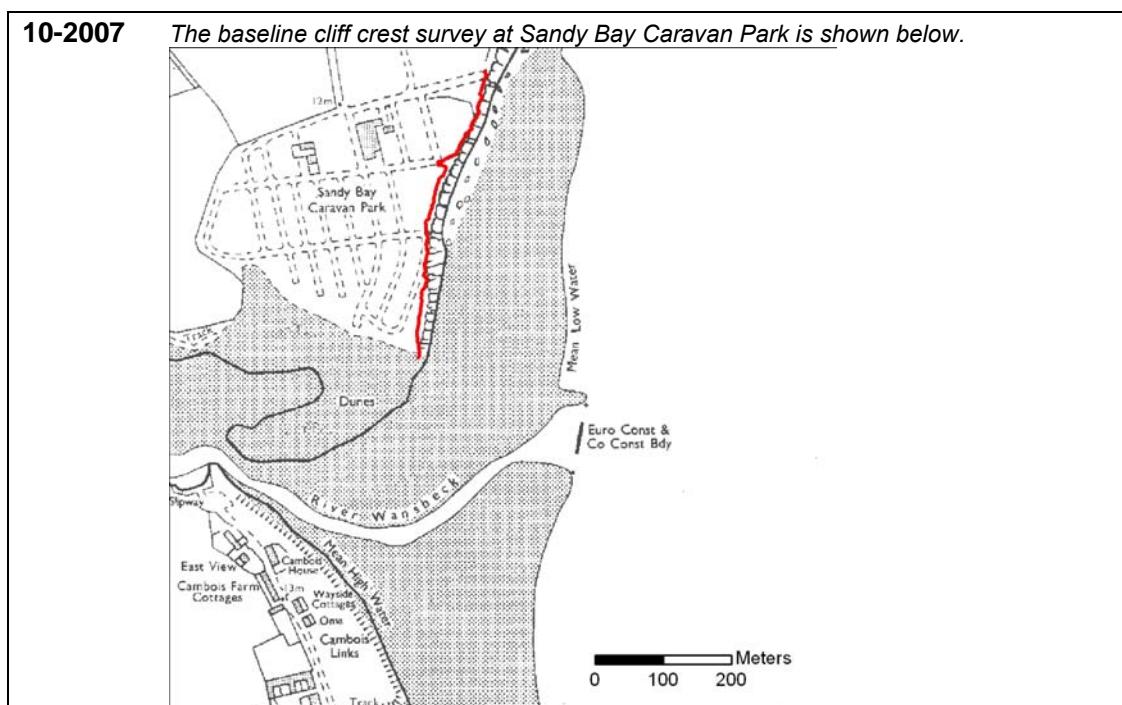 10-2007 The baseline cliff crest survey at Sandy Bay Caravan Park is shown below.
12m
Sandy Bay
Caravan Park
Mean Low Water
Track
Dunes
Euro Const &
Co Const Bdy
River Wansbeck
Slipway
Mean High Water
East View
Cambois
House
Cambois Farm
Cottages
13m
Wayside
Cottages
Cambois
Links
Track
Meters
0 100 200